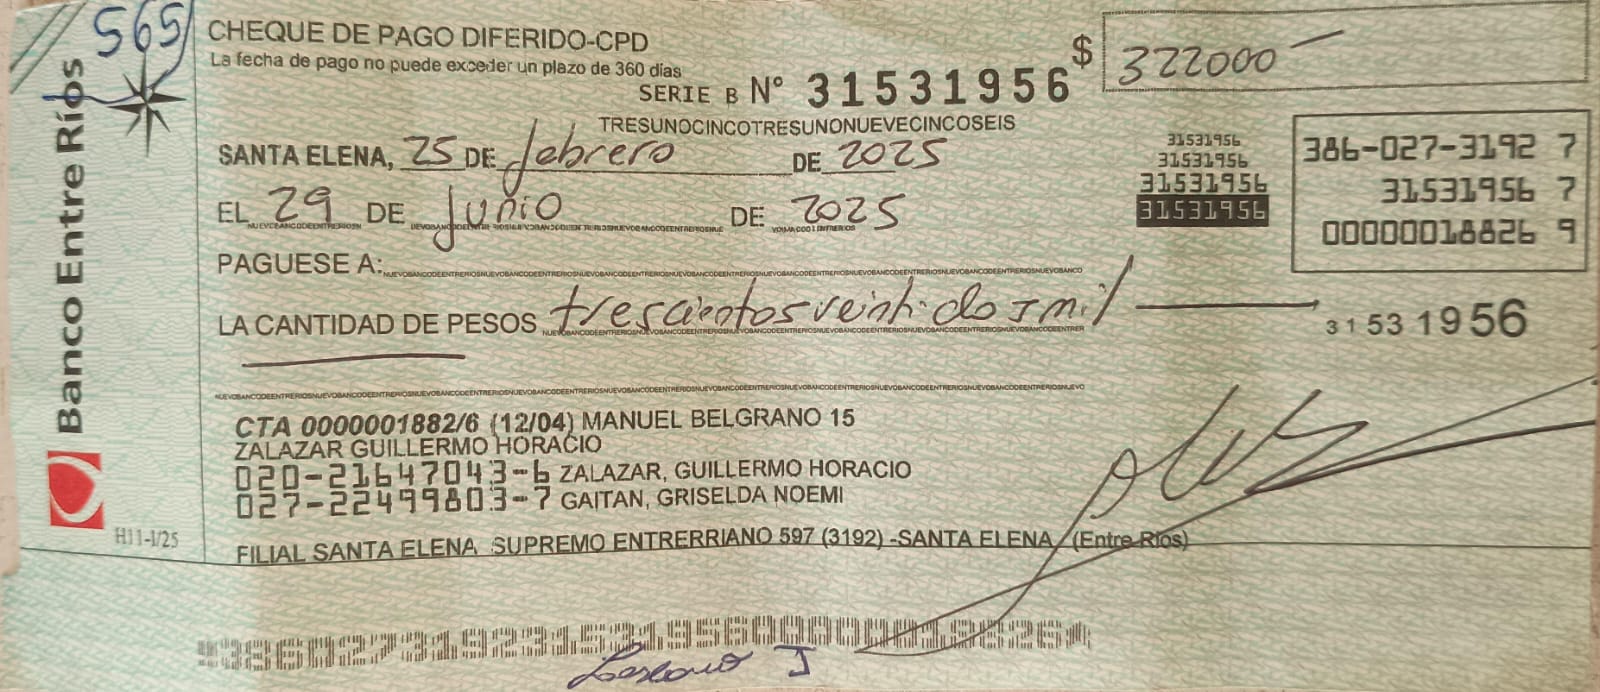 565
Banco Entre Ríos
H11-I/25
CHEQUE DE PAGO DIFERIDO-CPD
La fecha de pago no puede exceder un plazo de 360 días
SERIE B Nº 31531956
TRESUNOCINCOTRESUNONUEVECINCOSEIS
$ 322000
SANTA ELENA, 25 DE febrero DE 2025
EL 29 DE Junio DE 2025
31531956
31531956
31531956
31531956
386-027-3192 7
31531956 7
00000018826 9
PAGUESE A:
LA CANTIDAD DE PESOS trescientos veintidos mil
31531956
CTA 0000001882/6 (12/04) MANUEL BELGRANO 15
ZALAZAR GUILLERMO HORACIO
020-21647043-6 ZALAZAR, GUILLERMO HORACIO
027-22499803-7 GAITAN, GRISELDA NOEMI
FILIAL SANTA ELENA SUPREMO ENTRERRIANO 597 (3192) -SANTA ELENA (Entre Ríos)